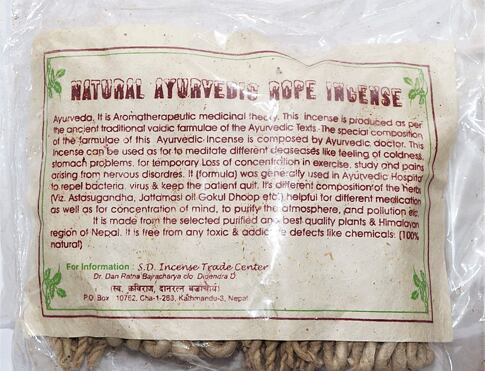 NATURAL AYURVEDIC ROPE INCENSE
Ayurveda, It is Aromatherapeutic medicinal theory. This incense is produced as per
the ancient traditional vaidic farmulae of the Ayurvedic Texts. The special composition
of the farmulae of this Ayurvedic-Incense is composed by Ayurvedic doctor. This
incense can be used as for to meditate different deaseases like feeling of coldness,
stomach problems, for temporary Loss of concentration in exercise, study and pains
arising from nervous disordres. It (formula) was generally used in Ayurvedic Hospital
to repel bacteria, virus & keep the patient quit. It's different composition of the herbs
(Viz. Astasugandha, Jattamasi oil Gokul Dhoop etc.) helpful for different medication
as well as for concentration of mind, to purify the atmosphere, and pollution etc.
It is made from the selected purified and best quality plants & Himalayan
region of Nepal. It is free from any toxic & addictive defects like chemicals. (100%
natural)
For Information : S.D. Incense Trade Center
Dr. Dan Ratna Bajracharya c/o Digendra D.
(स्व. कविराज, दानरत्न बज्राचार्य)
P.O. Box 10762, Cha-1-263, Kathmandu-3, Nepal